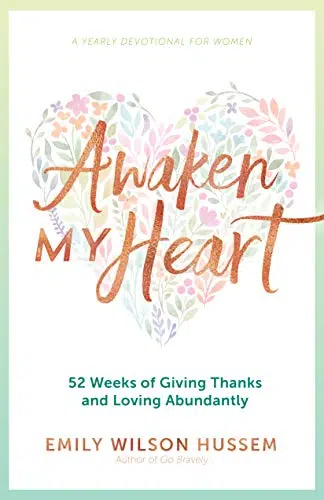 A YEARLY DEVOTIONAL FOR WOMEN
Awaken
MY Heart
52 Weeks of Giving Thanks
and Loving Abundantly
EMILY WILSON HUSSEM
Author of Go Bravely